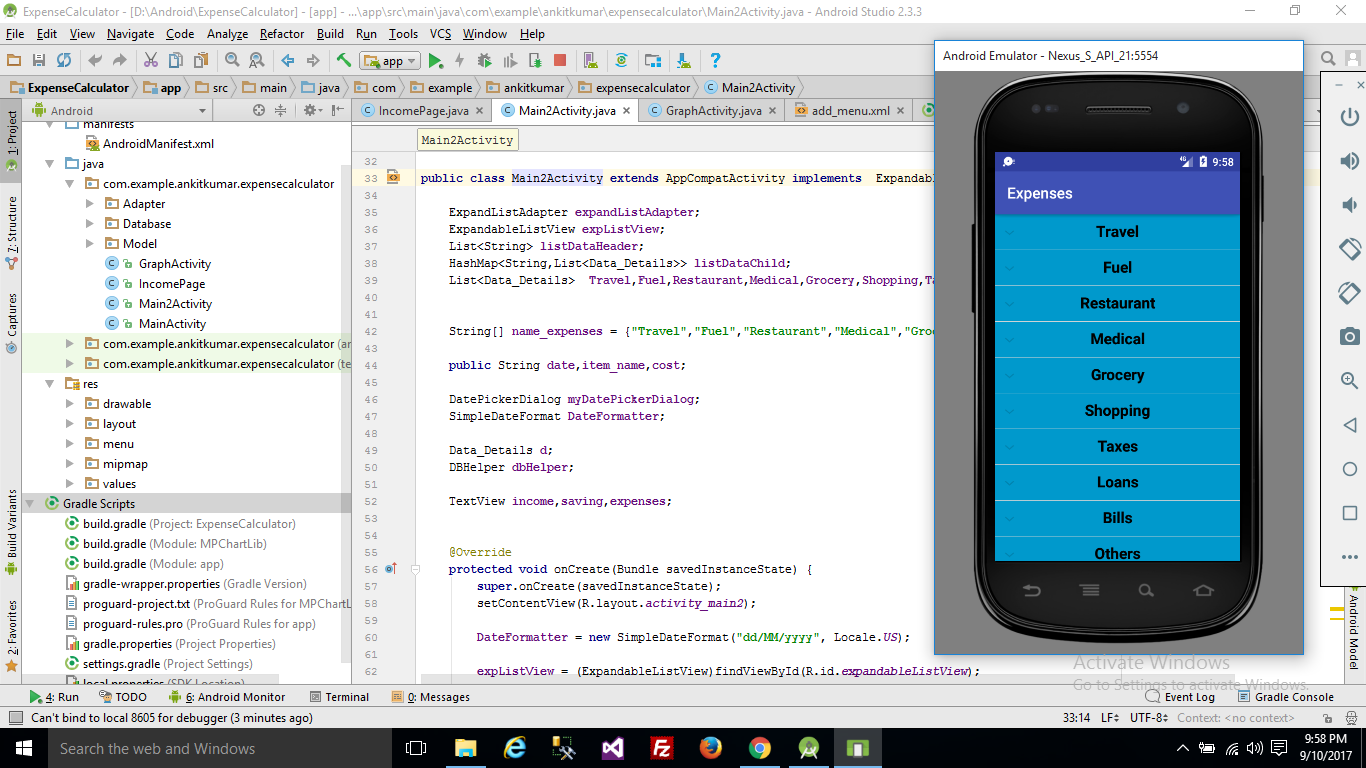 ExpenseCalculator - [D:\Android\ExpenseCalculator] - [app] - ...\app\src\main\java\com\example\ankitkumar\expensecalculator\Main2Activity.java - Android Studio 2.3.3
File Edit View Navigate Code Analyze Refactor Build Run Tools VCS Window Help
app
ExpenseCalculator app src main java com example ankitkumar expensecalculator Main2Activity
Android
IncomePage.java Main2Activity.java GraphActivity.java add_menu.xml
1: Project
7: Structure
Captures
Build Variants
2: Favorites
manifests
AndroidManifest.xml
java
com.example.ankitkumar.expensecalculator
Adapter
Database
Model
GraphActivity
IncomePage
Main2Activity
MainActivity
com.example.ankitkumar.expensecalculator (ar
com.example.ankitkumar.expensecalculator (te
res
drawable
layout
menu
mipmap
values
Gradle Scripts
build.gradle (Project: ExpenseCalculator)
build.gradle (Module: MPChartLib)
build.gradle (Module: app)
gradle-wrapper.properties (Gradle Version)
proguard-project.txt (ProGuard Rules for MPChartL
proguard-rules.pro (ProGuard Rules for app)
gradle.properties (Project Properties)
settings.gradle (Project Settings)
local.properties (SDK Location)
Main2Activity
32
33 public class Main2Activity extends AppCompatActivity implements Expandab
34
35 ExpandListAdapter expandListAdapter;
36 ExpandableListView expListView;
37 List<String> listDataHeader;
38 HashMap<String,List<Data_Details>> listDataChild;
39 List<Data_Details> Travel,Fuel,Restaurant,Medical,Grocery,Shopping,Ta
40
41
42 String[] name_expenses = {"Travel","Fuel","Restaurant","Medical","Groc
43
44 public String date,item_name,cost;
45
46 DatePickerDialog myDatePickerDialog;
47 SimpleDateFormat DateFormatter;
48
49 Data_Details d;
50 DBHelper dbHelper;
51
52 TextView income,saving,expenses;
53
54
55 @Override
56 protected void onCreate(Bundle savedInstanceState) {
57 super.onCreate(savedInstanceState);
58 setContentView(R.layout.activity_main2);
59
60 DateFormatter = new SimpleDateFormat("dd/MM/yyyy", Locale.US);
61
62 expListView = (ExpandableListView)findViewById(R.id.expandableListView);
Android Emulator - Nexus_S_API_21:5554
4G 9:58
Expenses
Travel
Fuel
Restaurant
Medical
Grocery
Shopping
Taxes
Loans
Bills
Others
Android Model
Activate Windows
Go to Settings to activate Windows.
4: Run TODO 6: Android Monitor Terminal 0: Messages Event Log Gradle Console
Can't bind to local 8605 for debugger (3 minutes ago) 33:14 LF UTF-8 Context: <no context>
Search the web and Windows
9:58 PM
9/10/2017